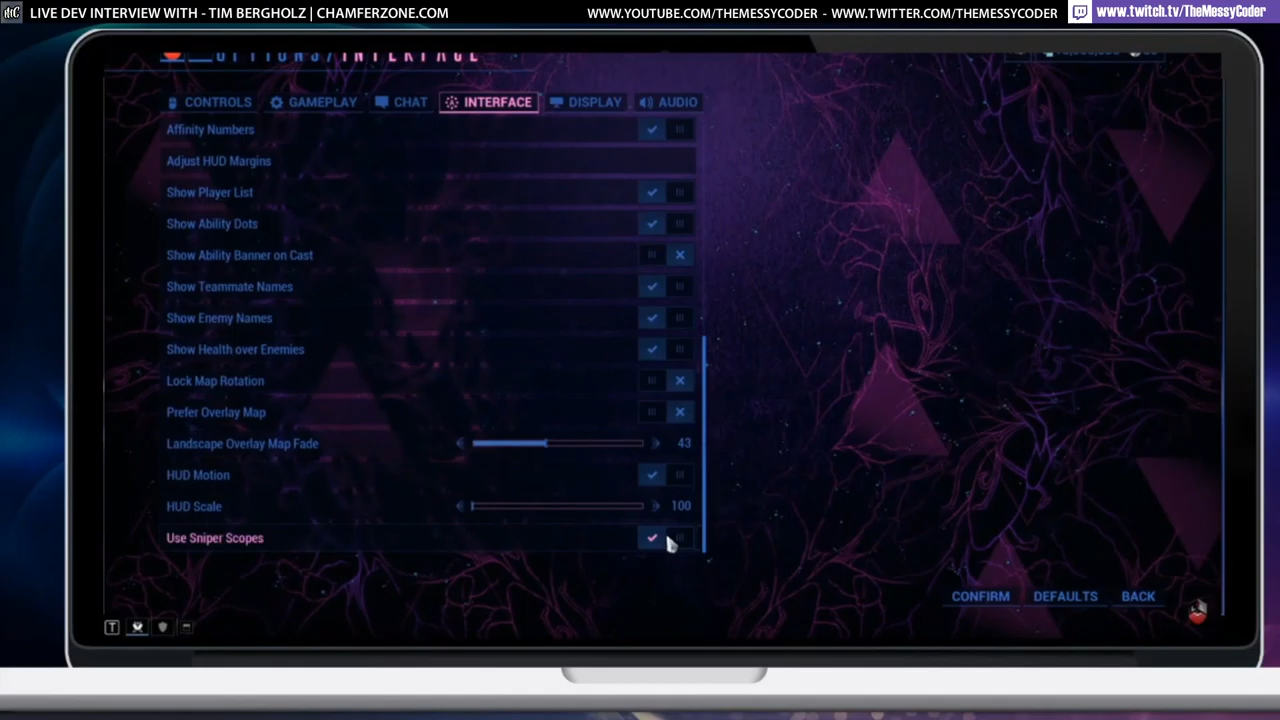 LIVE DEV INTERVIEW WITH - TIM BERGHOLZ | CHAMFERZONE.COM
WWW.YOUTUBE.COM/THEMESSYCODER - WWW.TWITTER.COM/THEMESSYCODER
www.twitch.tv/TheMessyCoder
OPTIONS/INTERFACE
CONTROLS GAMEPLAY CHAT INTERFACE DISPLAY AUDIO
Affinity Numbers
Adjust HUD Margins
Show Player List
Show Ability Dots
Show Ability Banner on Cast
Show Teammate Names
Show Enemy Names
Show Health over Enemies
Lock Map Rotation
Prefer Overlay Map
Landscape Overlay Map Fade 43
HUD Motion
HUD Scale 100
Use Sniper Scopes
CONFIRM DEFAULTS BACK
T